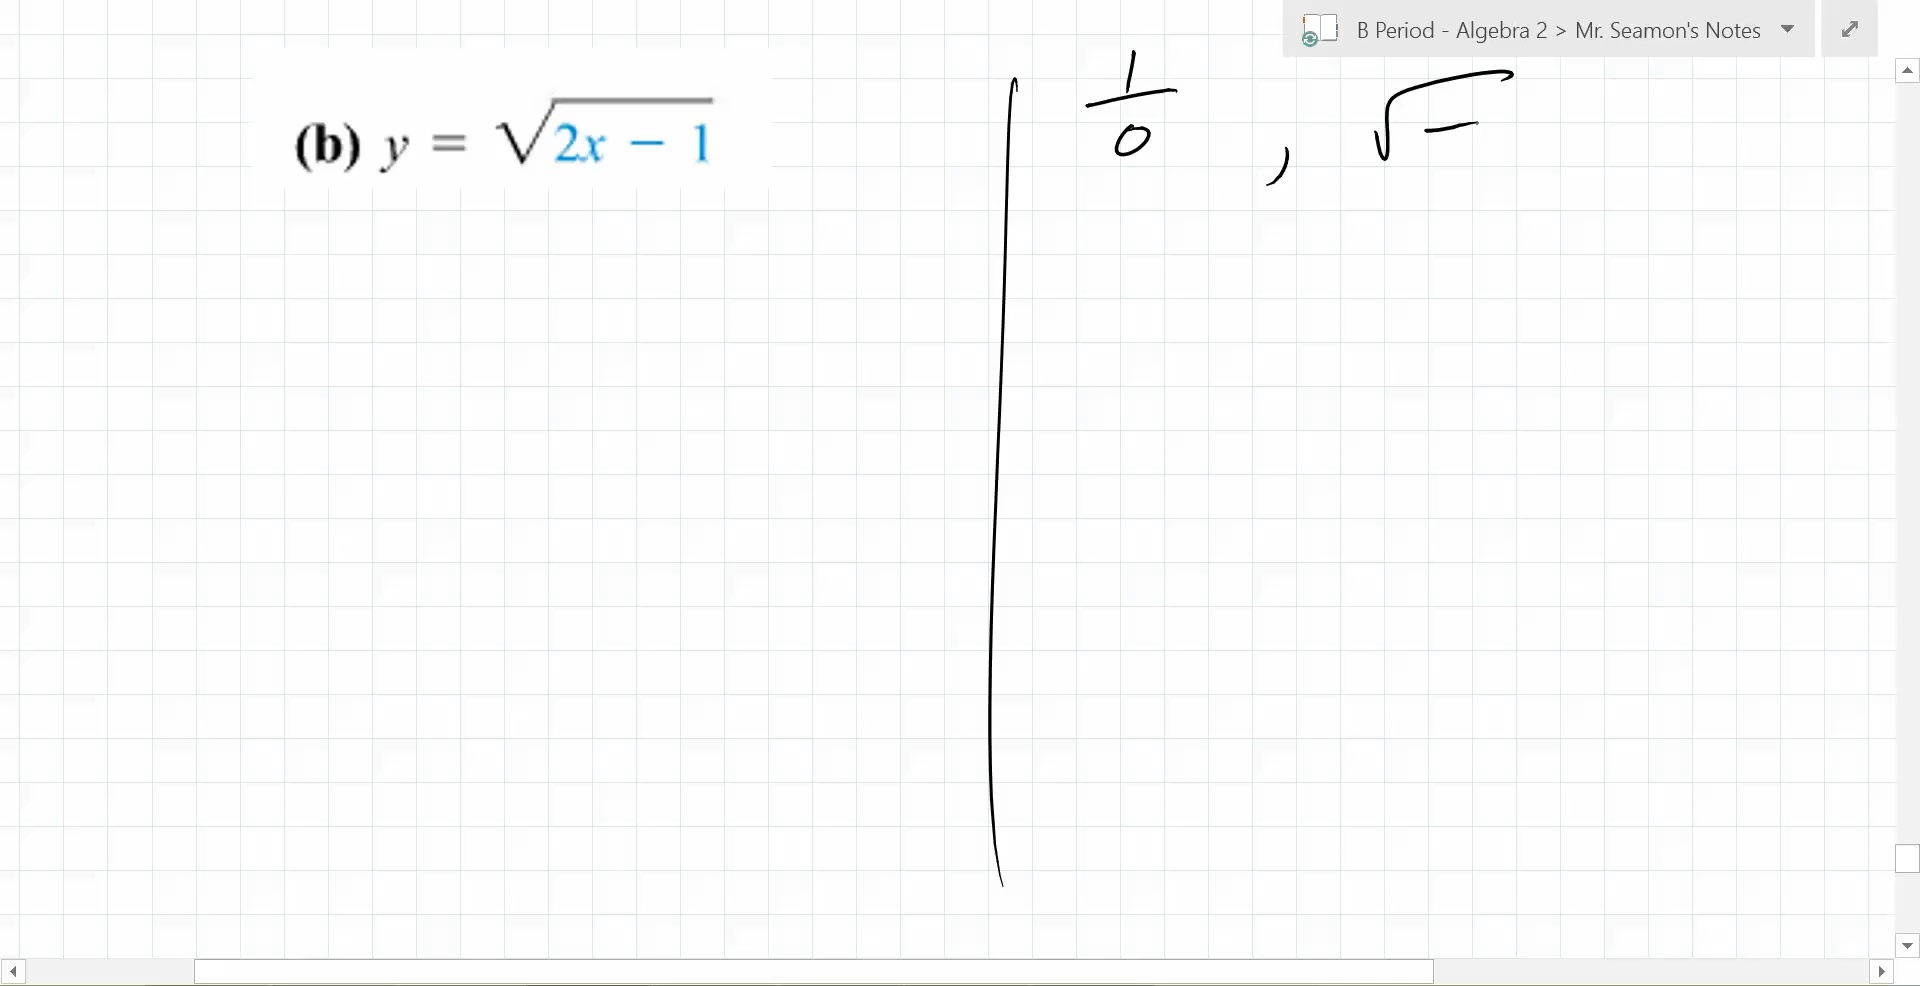 B Period - Algebra 2 > Mr. Seamon's Notes
(b) y = √2x − 1
1/0 , √−